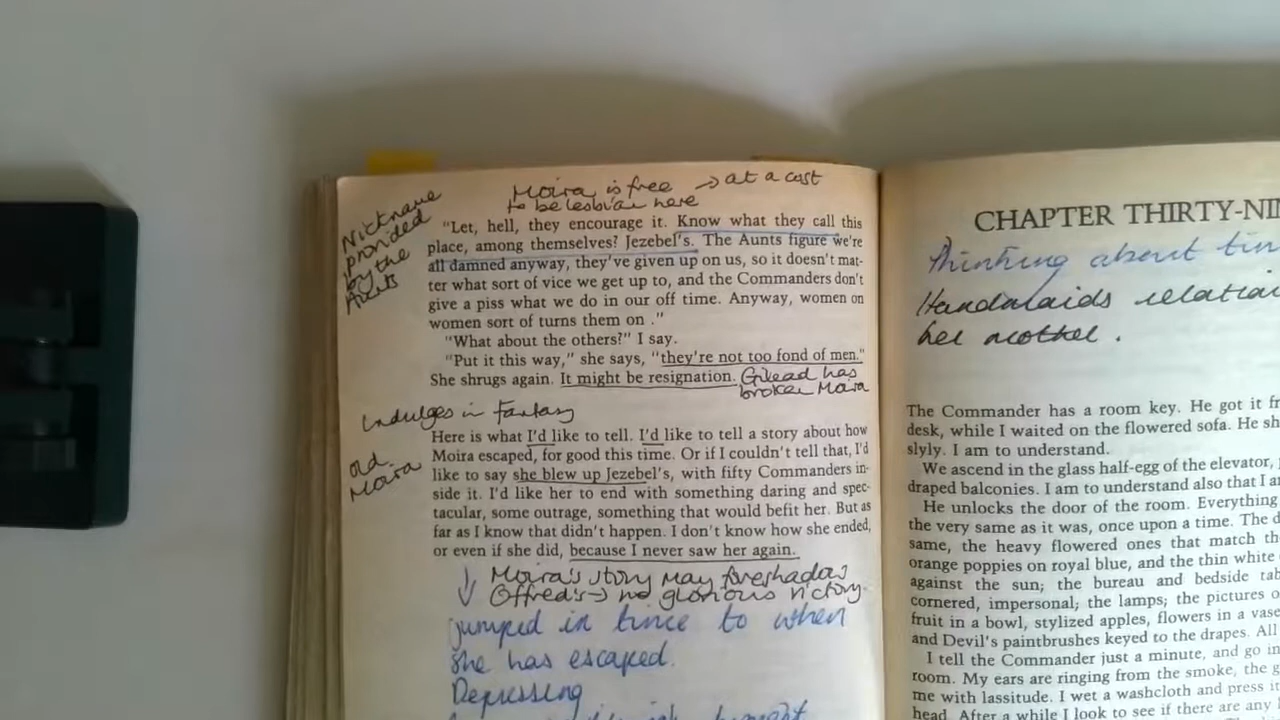 Moira is free → at a cost
to be lesbian here
Nickname
provided
by the
Aunts
"Let, hell, they encourage it. Know what they call this
place, among themselves? Jezebel's. The Aunts figure we're
all damned anyway, they've given up on us, so it doesn't mat-
ter what sort of vice we get up to, and the Commanders don't
give a piss what we do in our off time. Anyway, women on
women sort of turns them on ."
"What about the others?" I say.
"Put it this way," she says, "they're not too fond of men."
She shrugs again. It might be resignation.
Gilead has
broken Moira
Indulges in Fantasy
old
Moira
Here is what I'd like to tell. I'd like to tell a story about how
Moira escaped, for good this time. Or if I couldn't tell that, I'd
like to say she blew up Jezebel's, with fifty Commanders in-
side it. I'd like her to end with something daring and spec-
tacular, some outrage, something that would befit her. But as
far as I know that didn't happen. I don't know how she ended,
or even if she did, because I never saw her again.
↓ Moira's story may foreshadow
Offred's → no glorious victory.
jumped in time to when
she has escaped.
Depressing
CHAPTER THIRTY-NI
Thinking about tim
Handmaids relatio
her mother.
The Commander has a room key. He got it fr
desk, while I waited on the flowered sofa. He sh
slyly. I am to understand.
We ascend in the glass half-egg of the elevator,
draped balconies. I am to understand also that I a
He unlocks the door of the room. Everything
the very same as it was, once upon a time. The d
same, the heavy flowered ones that match th
orange poppies on royal blue, and the thin white
against the sun; the bureau and bedside tab
cornered, impersonal; the lamps; the pictures o
fruit in a bowl, stylized apples, flowers in a vase
and Devil's paintbrushes keyed to the drapes. All
I tell the Commander just a minute, and go in
room. My ears are ringing from the smoke, the g
me with lassitude. I wet a washcloth and press it
head. After a while I look to see if there are any